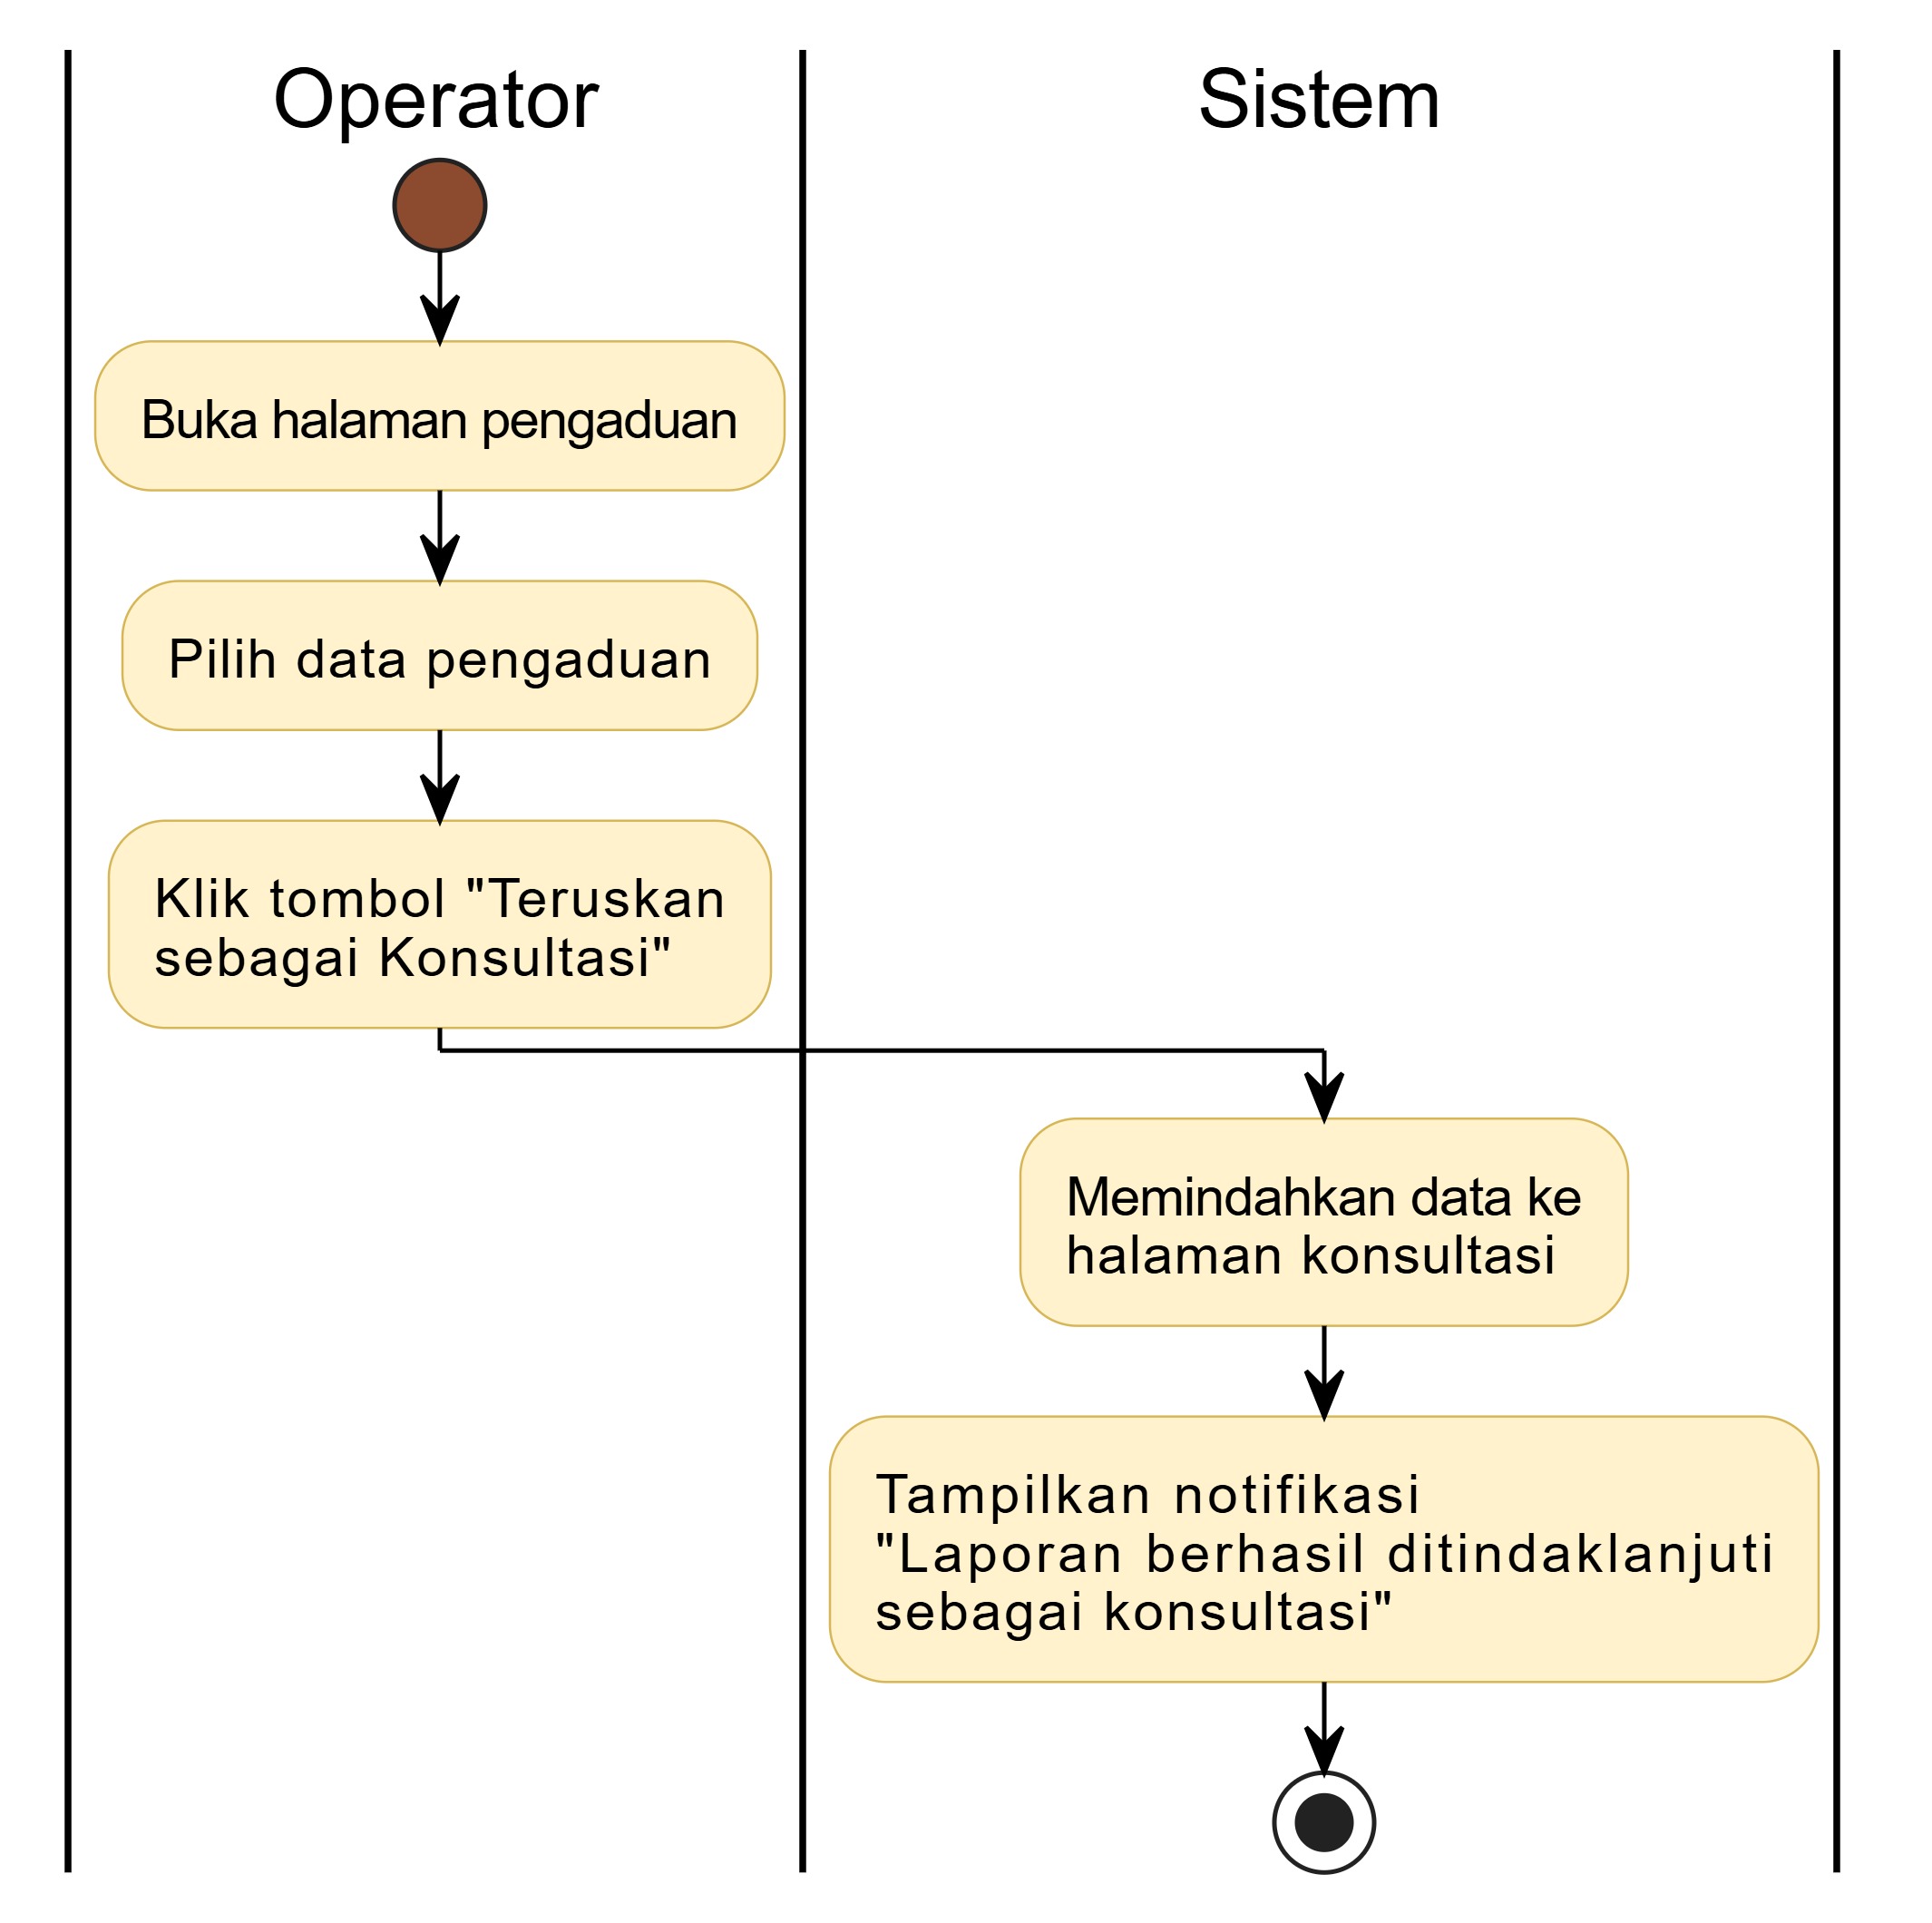 Operator
Sistem
Buka halaman pengaduan
Pilih data pengaduan
Klik tombol "Teruskan
sebagai Konsultasi"
Memindahkan data ke
halaman konsultasi
Tampilkan notifikasi
"Laporan berhasil ditindaklanjuti
sebagai konsultasi"